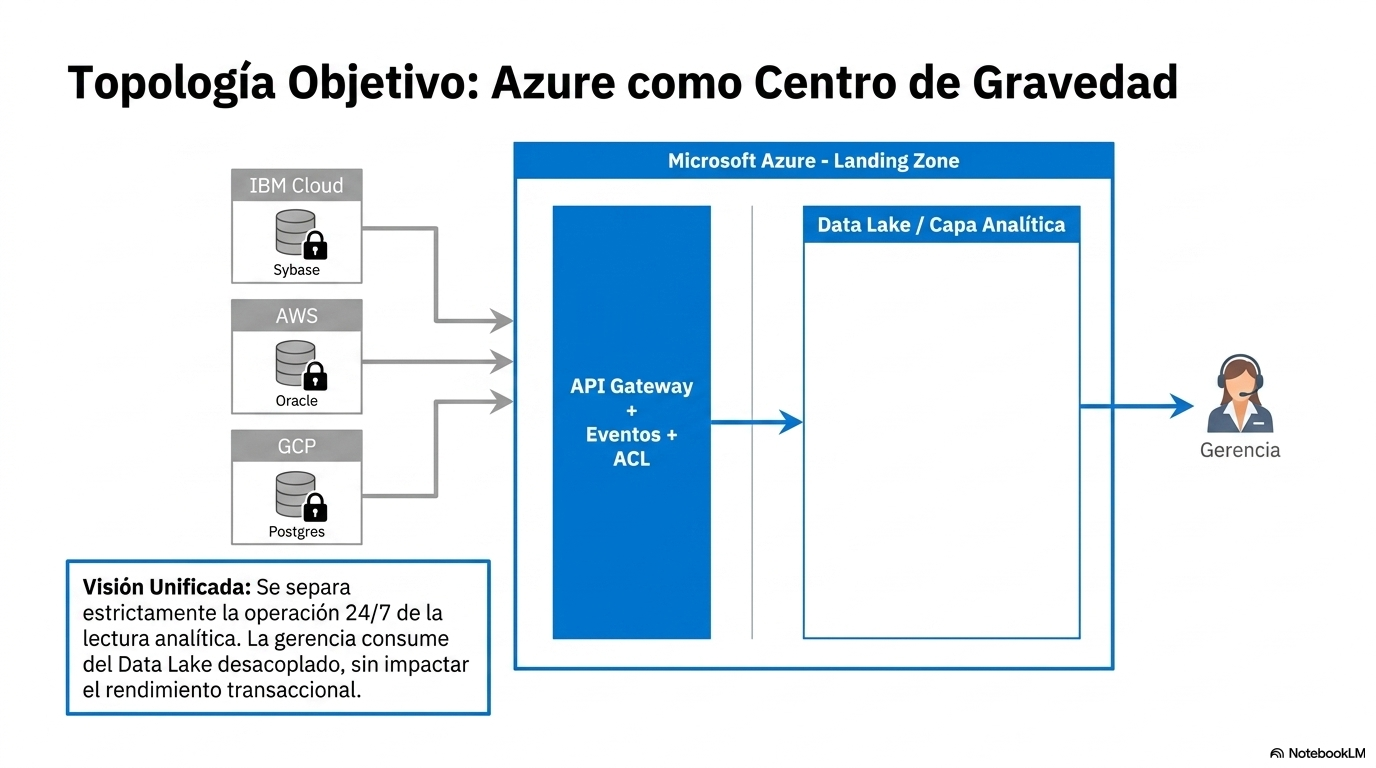 Topología Objetivo: Azure como Centro de Gravedad
Microsoft Azure - Landing Zone
IBM Cloud
Sybase
AWS
Oracle
GCP
Postgres
API Gateway
+
Eventos +
ACL
Data Lake / Capa Analítica
Gerencia
Visión Unificada: Se separa
estrictamente la operación 24/7 de la
lectura analítica. La gerencia consume
del Data Lake desacoplado, sin impactar
el rendimiento transaccional.
NotebookLM